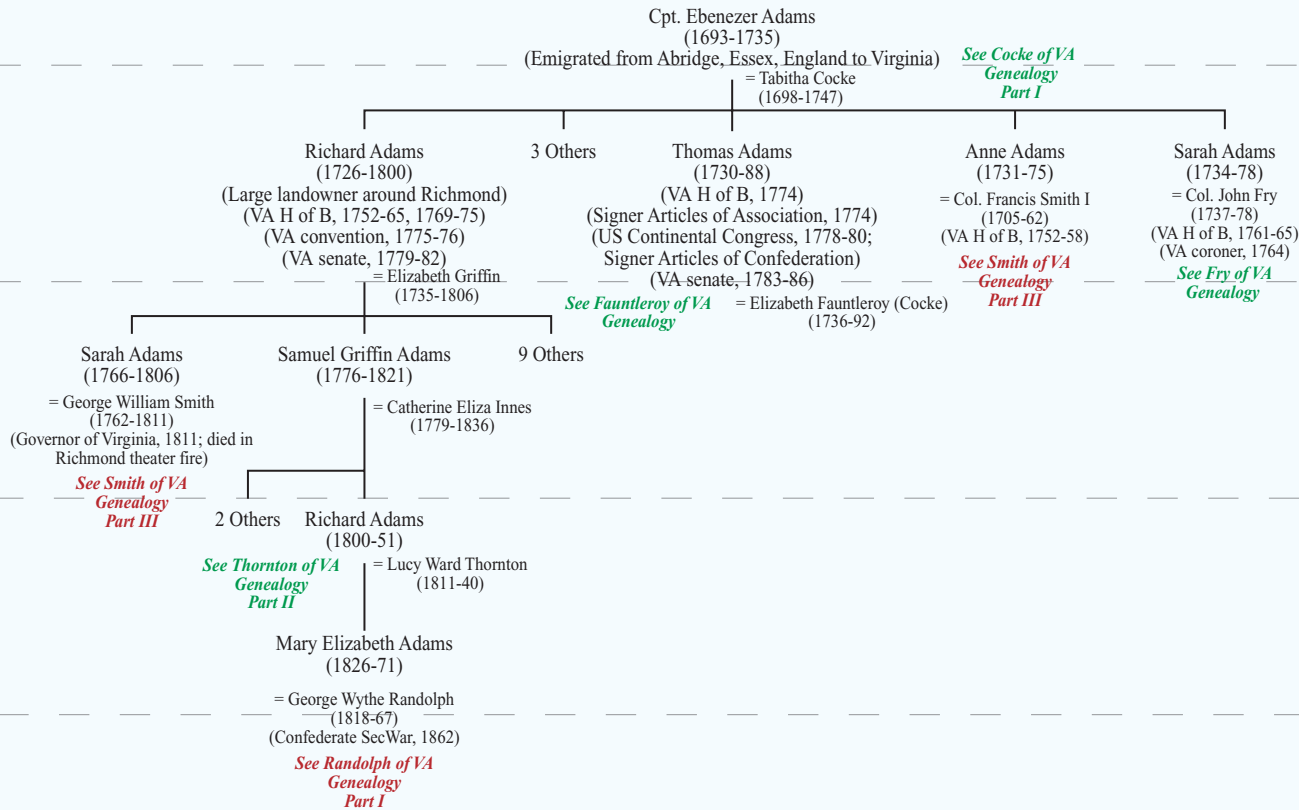 Cpt. Ebenezer Adams
(1693-1735)
(Emigrated from Abridge, Essex, England to Virginia)
See Cocke of VA
Genealogy
Part I
= Tabitha Cocke
(1698-1747)
Richard Adams
(1726-1800)
(Large landowner around Richmond)
(VA H of B, 1752-65, 1769-75)
(VA convention, 1775-76)
(VA senate, 1779-82)
= Elizabeth Griffin
(1735-1806)
3 Others
Thomas Adams
(1730-88)
(VA H of B, 1774)
(Signer Articles of Association, 1774)
(US Continental Congress, 1778-80;
Signer Articles of Confederation)
(VA senate, 1783-86)
See Fauntleroy of VA
Genealogy
= Elizabeth Fauntleroy (Cocke)
(1736-92)
Anne Adams
(1731-75)
= Col. Francis Smith I
(1705-62)
(VA H of B, 1752-58)
See Smith of VA
Genealogy
Part III
Sarah Adams
(1734-78)
= Col. John Fry
(1737-78)
(VA H of B, 1761-65)
(VA coroner, 1764)
See Fry of VA
Genealogy
Sarah Adams
(1766-1806)
= George William Smith
(1762-1811)
(Governor of Virginia, 1811; died in
Richmond theater fire)
See Smith of VA
Genealogy
Part III
Samuel Griffin Adams
(1776-1821)
= Catherine Eliza Innes
(1779-1836)
9 Others
2 Others
Richard Adams
(1800-51)
See Thornton of VA
Genealogy
Part II
= Lucy Ward Thornton
(1811-40)
Mary Elizabeth Adams
(1826-71)
= George Wythe Randolph
(1818-67)
(Confederate SecWar, 1862)
See Randolph of VA
Genealogy
Part I